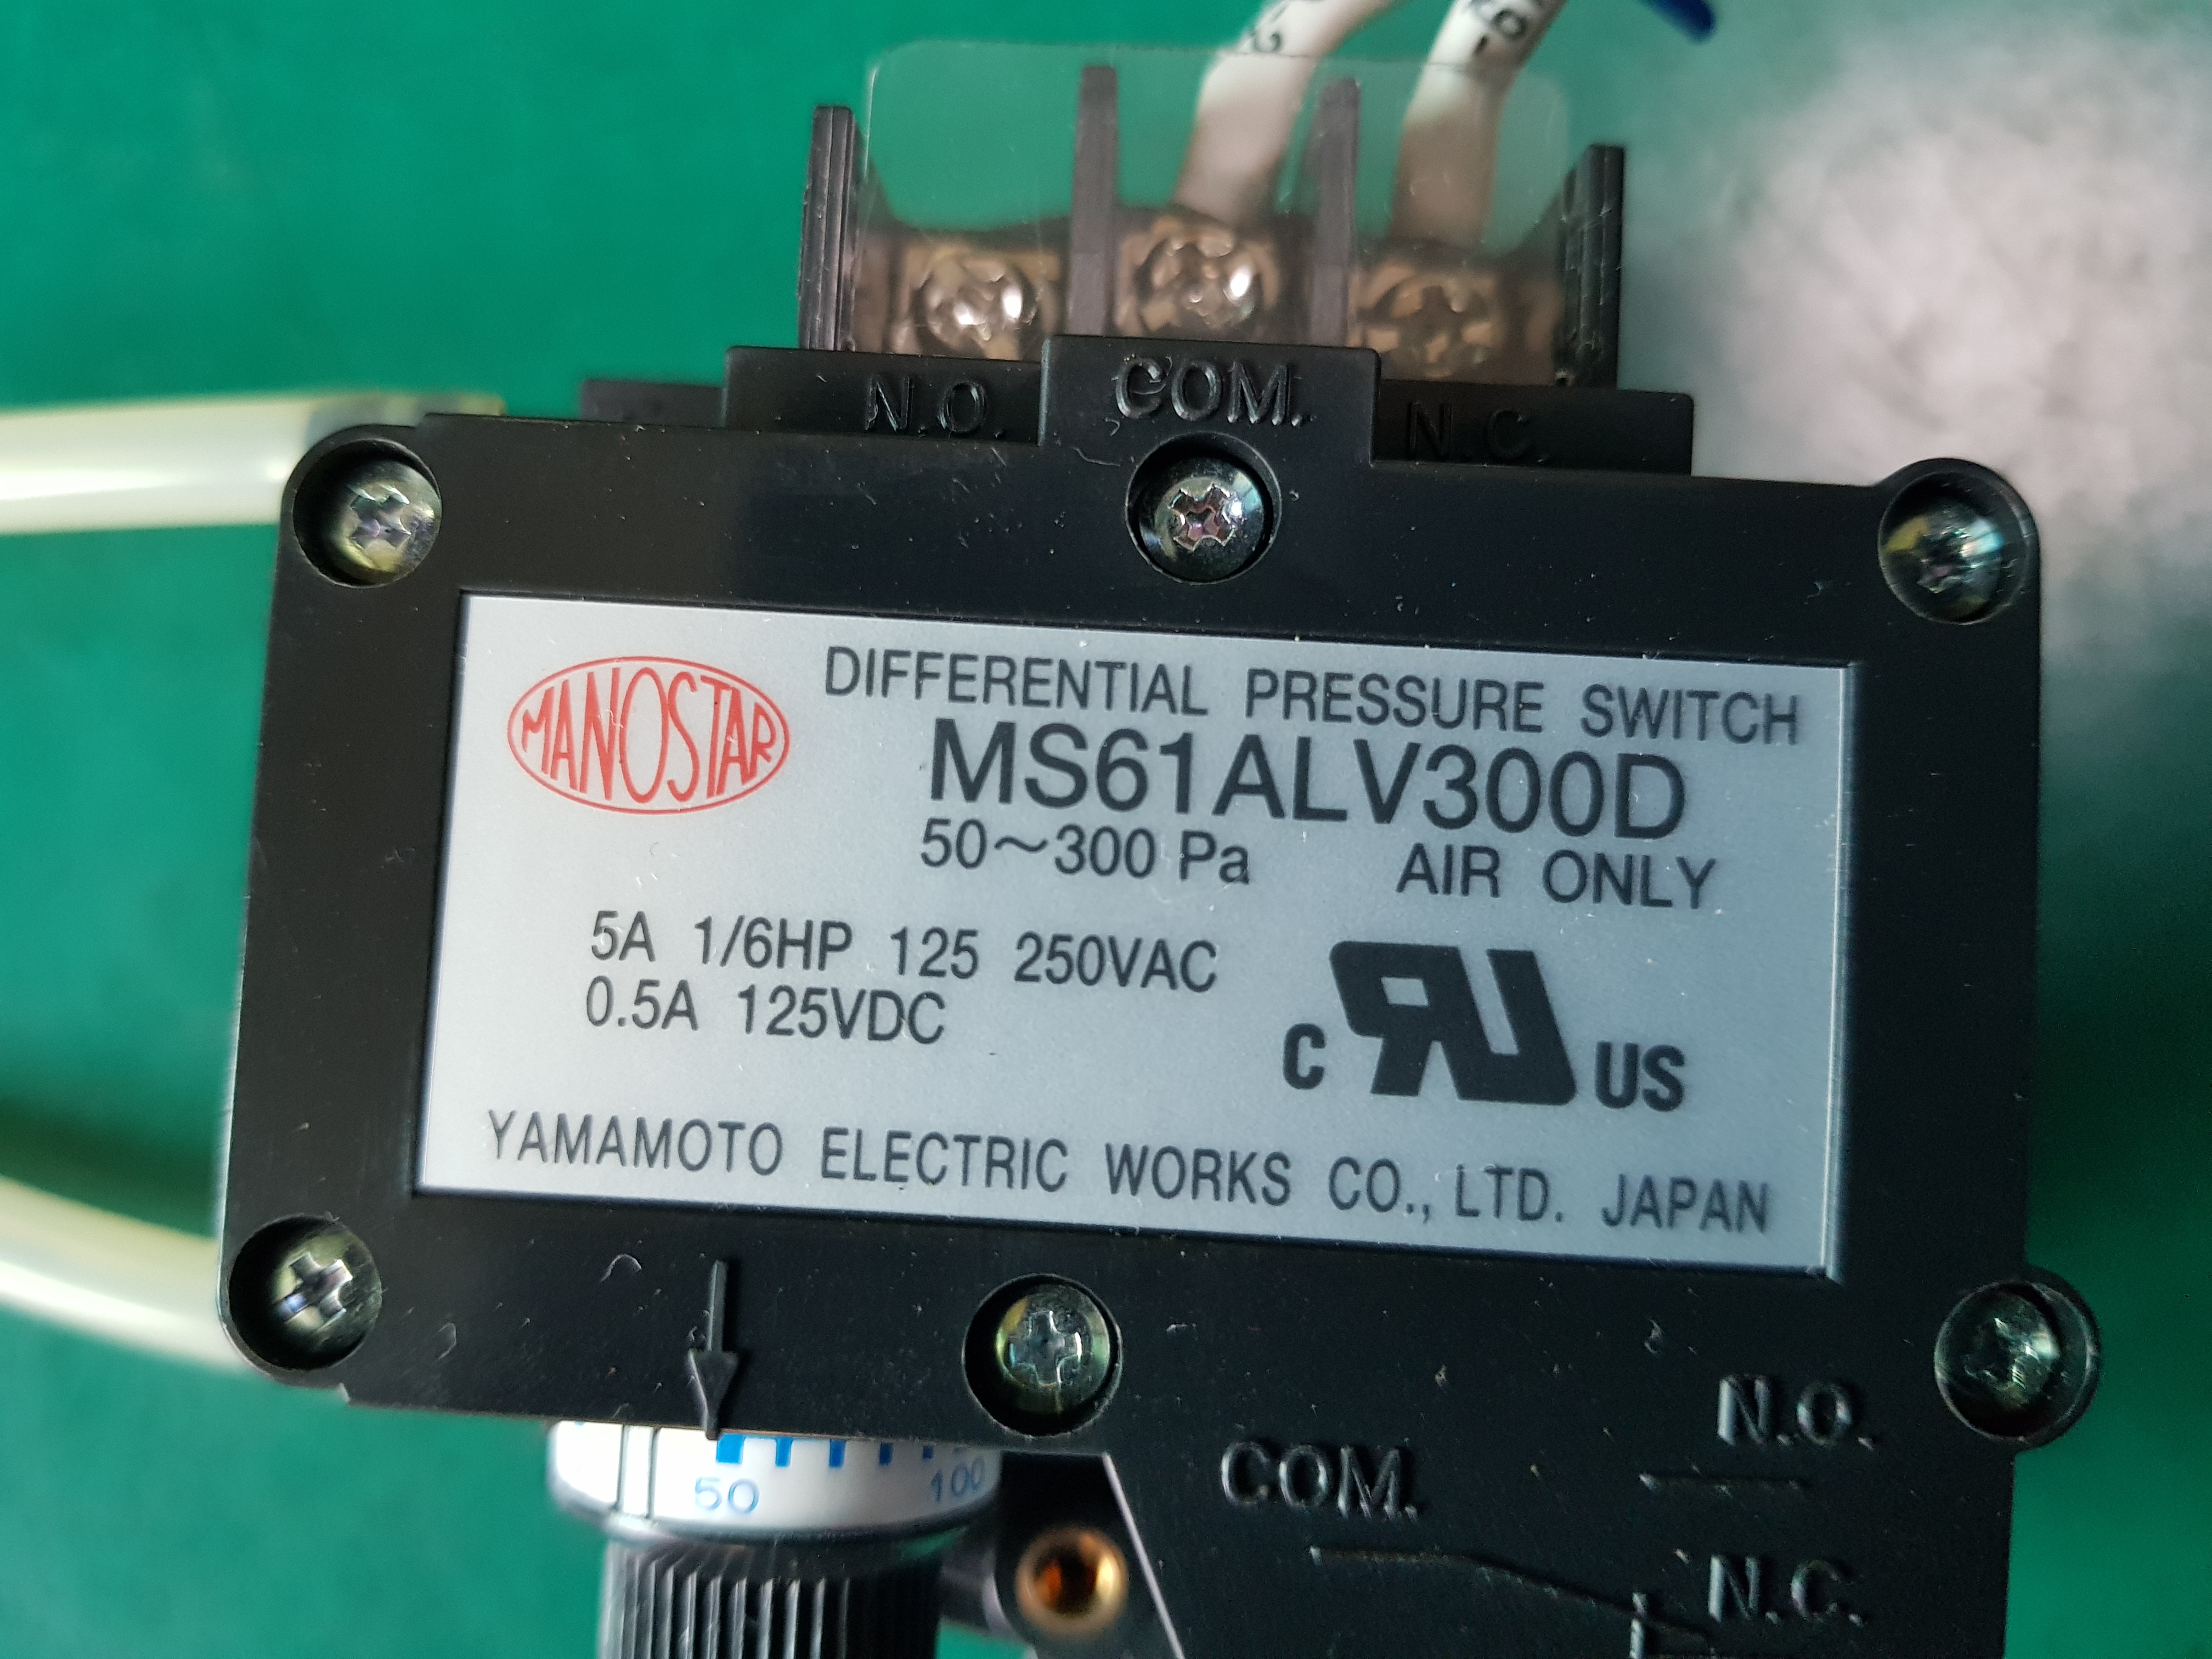 N.O. COM. N.C.
MANOSTAR
DIFFERENTIAL PRESSURE SWITCH
MS61ALV300D
50～300 Pa AIR ONLY
5A 1/6HP 125 250VAC
0.5A 125VDC
C RU US
YAMAMOTO ELECTRIC WORKS CO., LTD. JAPAN
50 100
N.O.
COM.
N.C.